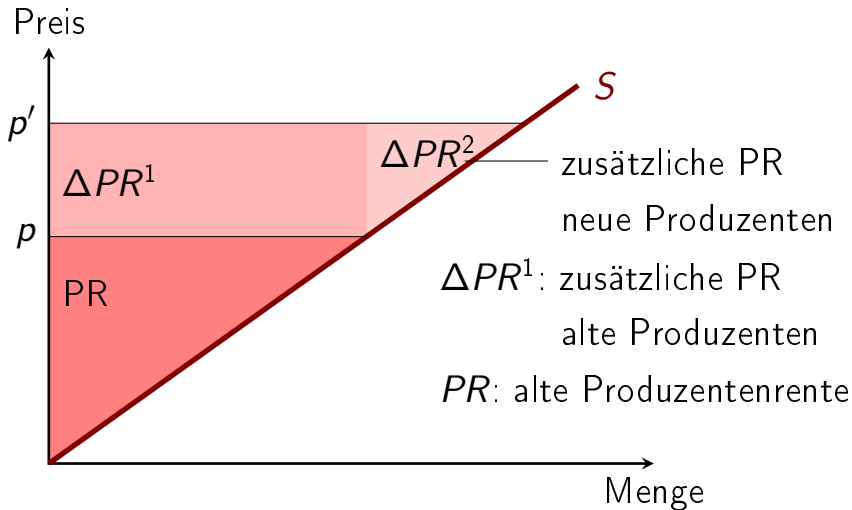 Preis
S
p′
ΔPR²
ΔPR¹
zusätzliche PR
neue Produzenten
p
ΔPR¹: zusätzliche PR
PR
alte Produzenten
PR: alte Produzentenrente
Menge